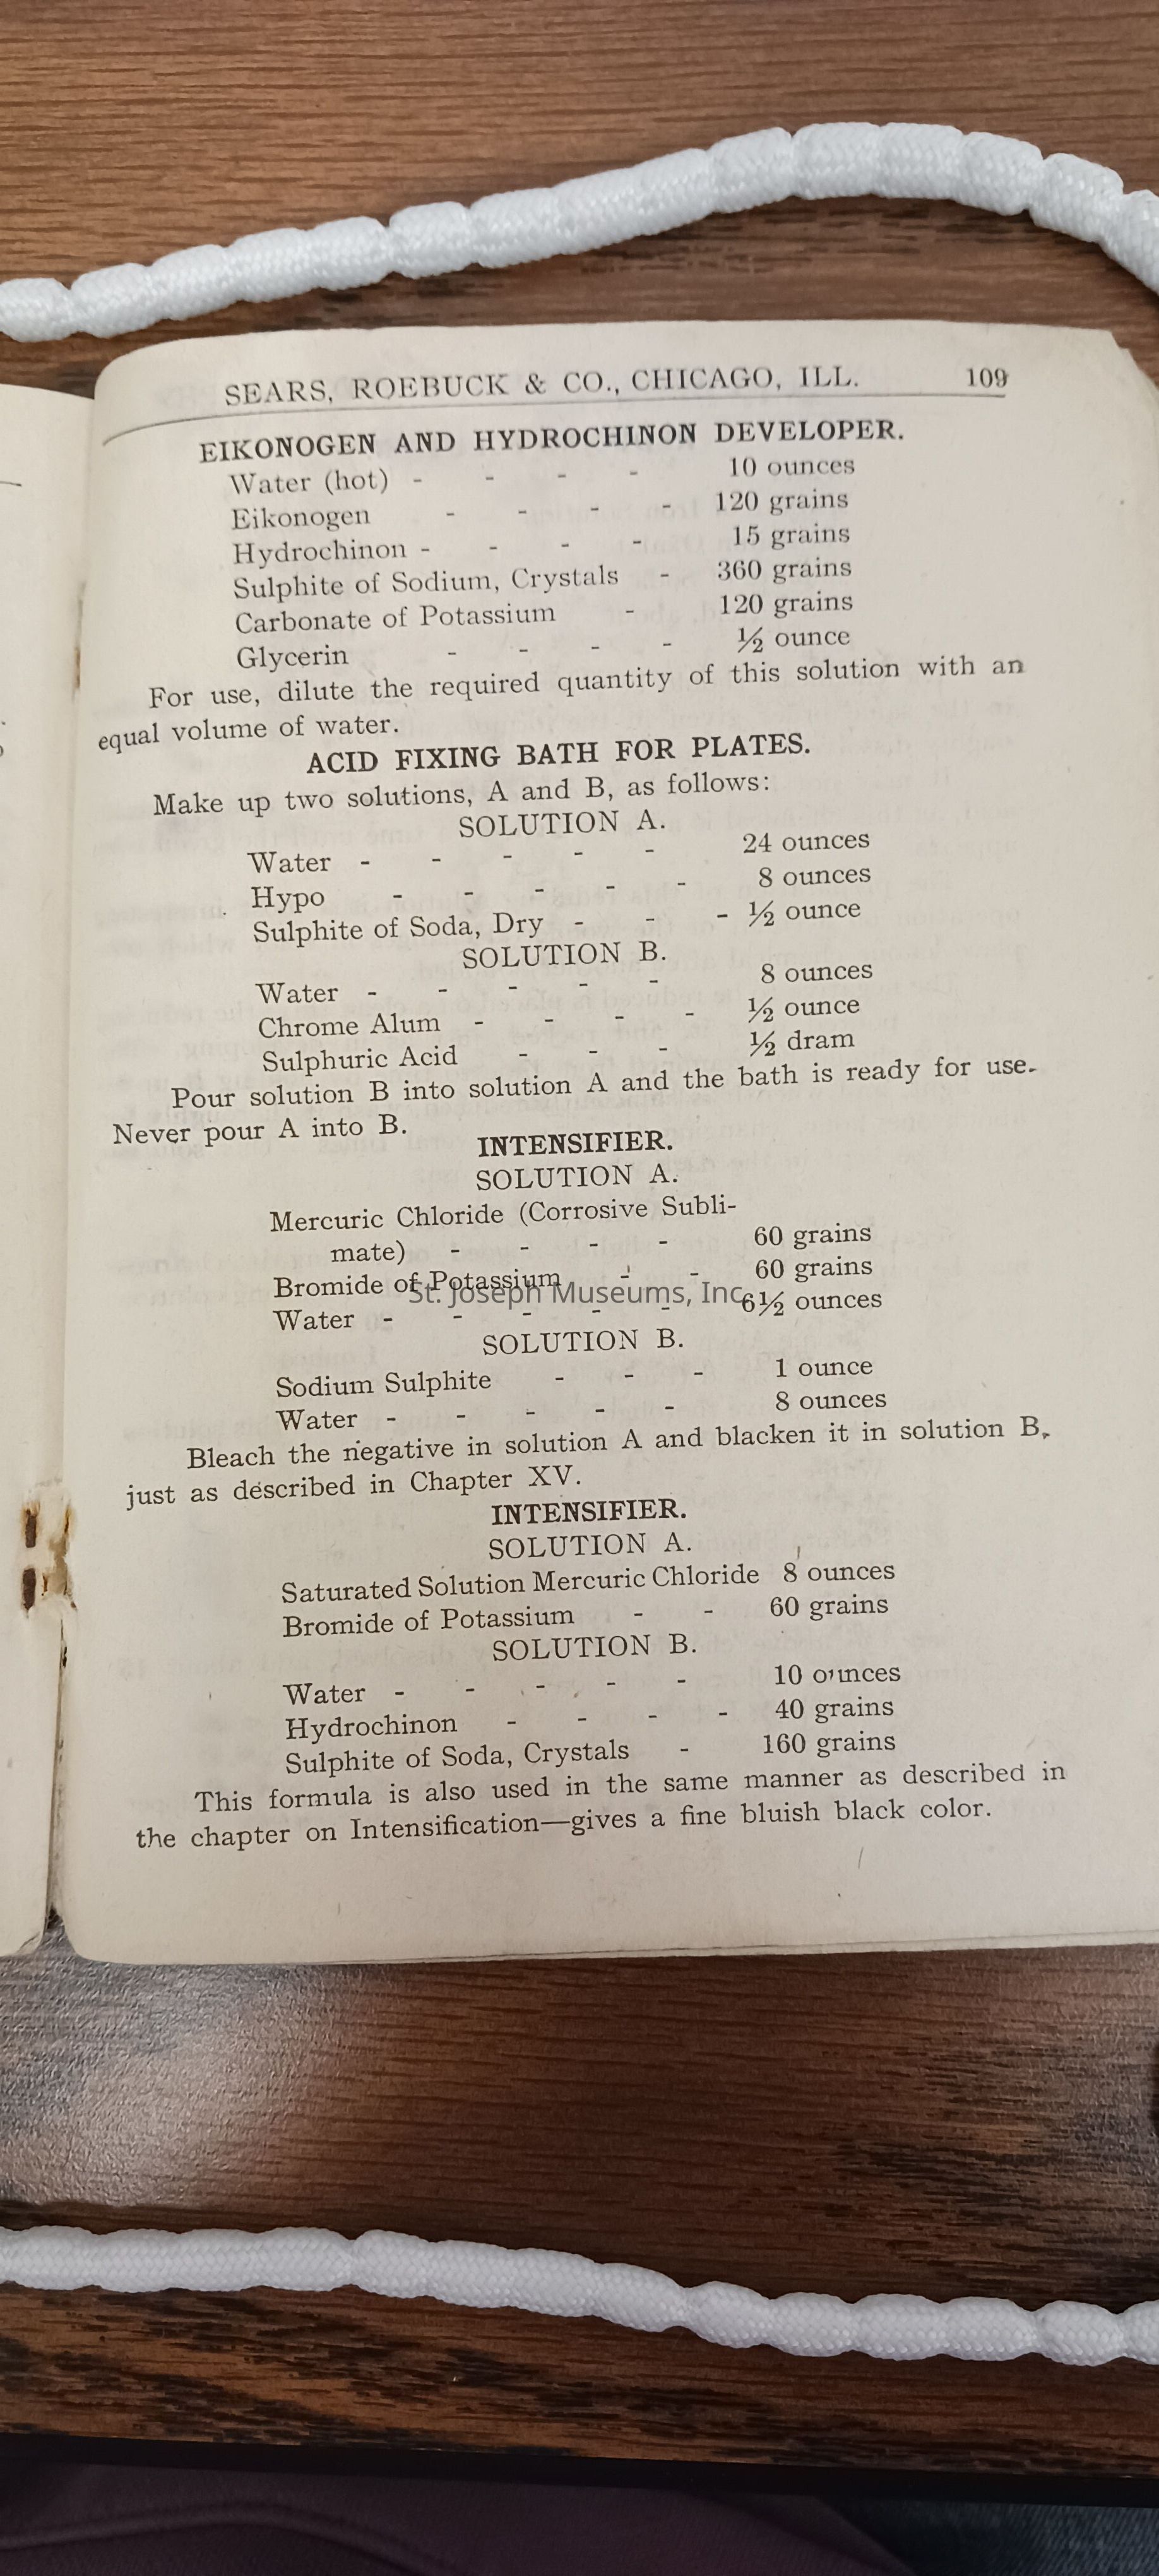 SEARS, ROEBUCK & CO., CHICAGO, ILL. 109
EIKONOGEN AND HYDROCHINON DEVELOPER.
Water (hot) - - - - 10 ounces
Eikonogen - - - - 120 grains
Hydrochinon - - - - 15 grains
Sulphite of Sodium, Crystals - 360 grains
Carbonate of Potassium - 120 grains
Glycerin - - - - ½ ounce
For use, dilute the required quantity of this solution with an
equal volume of water.
ACID FIXING BATH FOR PLATES.
Make up two solutions, A and B, as follows:
SOLUTION A.
Water - - - - - 24 ounces
Hypo - - - - - 8 ounces
Sulphite of Soda, Dry - - - ½ ounce
SOLUTION B.
Water - - - - - 8 ounces
Chrome Alum - - - - ½ ounce
Sulphuric Acid - - - ½ dram
Pour solution B into solution A and the bath is ready for use.
Never pour A into B.
INTENSIFIER.
SOLUTION A.
Mercuric Chloride (Corrosive Subli-
mate) - - - - 60 grains
Bromide of Potassium - - 60 grains
St. Joseph Museums, Inc
Water - - - - - 6½ ounces
SOLUTION B.
Sodium Sulphite - - - 1 ounce
Water - - - - - 8 ounces
Bleach the negative in solution A and blacken it in solution B,
just as described in Chapter XV.
INTENSIFIER.
SOLUTION A.
Saturated Solution Mercuric Chloride 8 ounces
Bromide of Potassium - - 60 grains
SOLUTION B.
Water - - - - - 10 ounces
Hydrochinon - - - - 40 grains
Sulphite of Soda, Crystals - 160 grains
This formula is also used in the same manner as described in
the chapter on Intensification—gives a fine bluish black color.